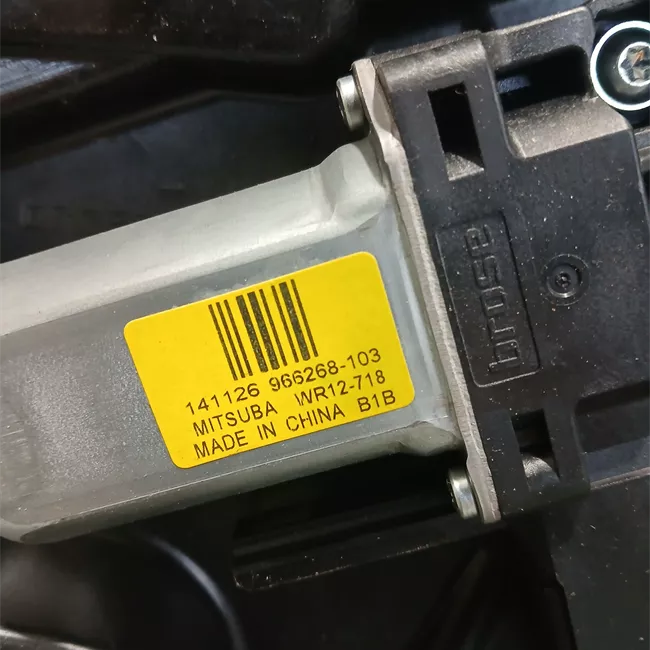 141126 966268-103
MITSUBA WR12-718
MADE IN CHINA B1B
brose